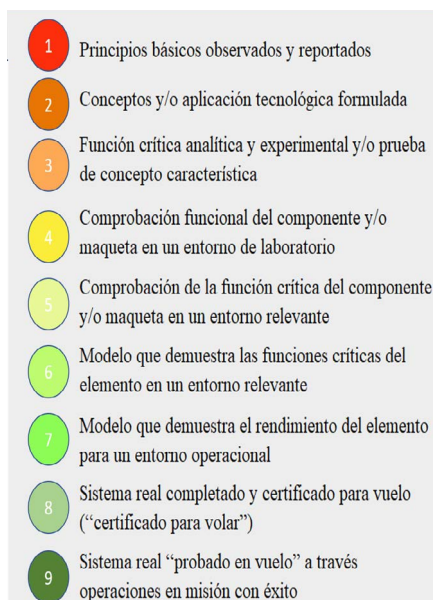 1 Principios básicos observados y reportados
2 Conceptos y/o aplicación tecnológica formulada
3 Función crítica analítica y experimental y/o prueba
de concepto característica
4 Comprobación funcional del componente y/o
maqueta en un entorno de laboratorio
5 Comprobación de la función crítica del componente
y/o maqueta en un entorno relevante
6 Modelo que demuestra las funciones críticas del
elemento en un entorno relevante
7 Modelo que demuestra el rendimiento del elemento
para un entorno operacional
8 Sistema real completado y certificado para vuelo
(“certificado para volar”)
9 Sistema real “probado en vuelo” a través
operaciones en misión con éxito